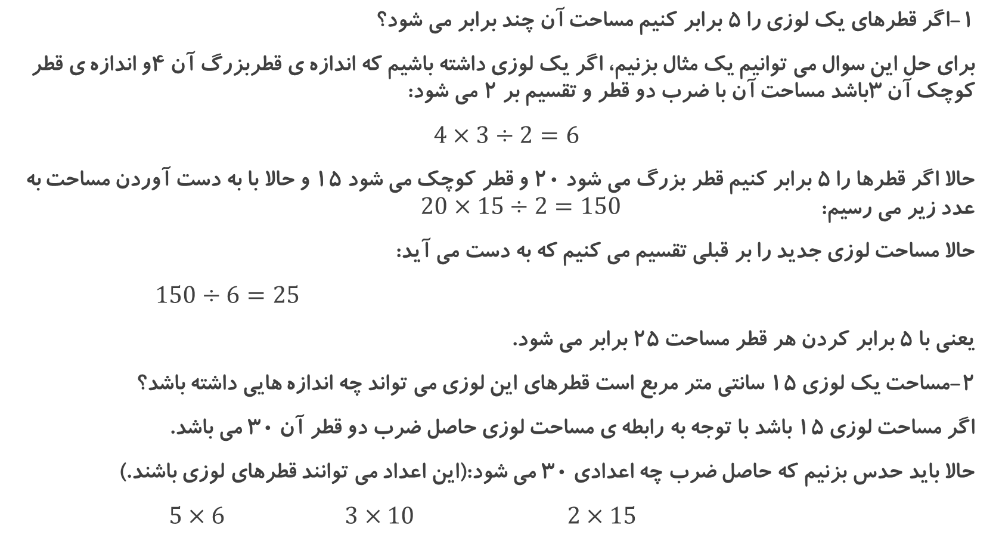 ۱-اگر قطرهای یک لوزی را ۵ برابر کنیم مساحت آن چند برابر می شود؟
برای حل این سوال می توانیم یک مثال بزنیم، اگر یک لوزی داشته باشیم که اندازه ی قطربزرگ آن ۴و اندازه ی قطر
کوچک آن ۳باشد مساحت آن با ضرب دو قطر و تقسیم بر ۲ می شود:
4 × 3 ÷ 2 = 6
حالا اگر قطرها را ۵ برابر کنیم قطر بزرگ می شود ۲۰ و قطر کوچک می شود ۱۵ و حالا با به دست آوردن مساحت به
عدد زیر می رسیم: 20 × 15 ÷ 2 = 150
حالا مساحت لوزی جدید را بر قبلی تقسیم می کنیم که به دست می آید:
150 ÷ 6 = 25
یعنی با ۵ برابر کردن هر قطر مساحت ۲۵ برابر می شود.
۲-مساحت یک لوزی ۱۵ سانتی متر مربع است قطرهای این لوزی می تواند چه اندازه هایی داشته باشد؟
اگر مساحت لوزی ۱۵ باشد با توجه به رابطه ی مساحت لوزی حاصل ضرب دو قطر آن ۳۰ می باشد.
حالا باید حدس بزنیم که حاصل ضرب چه اعدادی ۳۰ می شود:(این اعداد می توانند قطرهای لوزی باشند.)
5 × 6 3 × 10 2 × 15